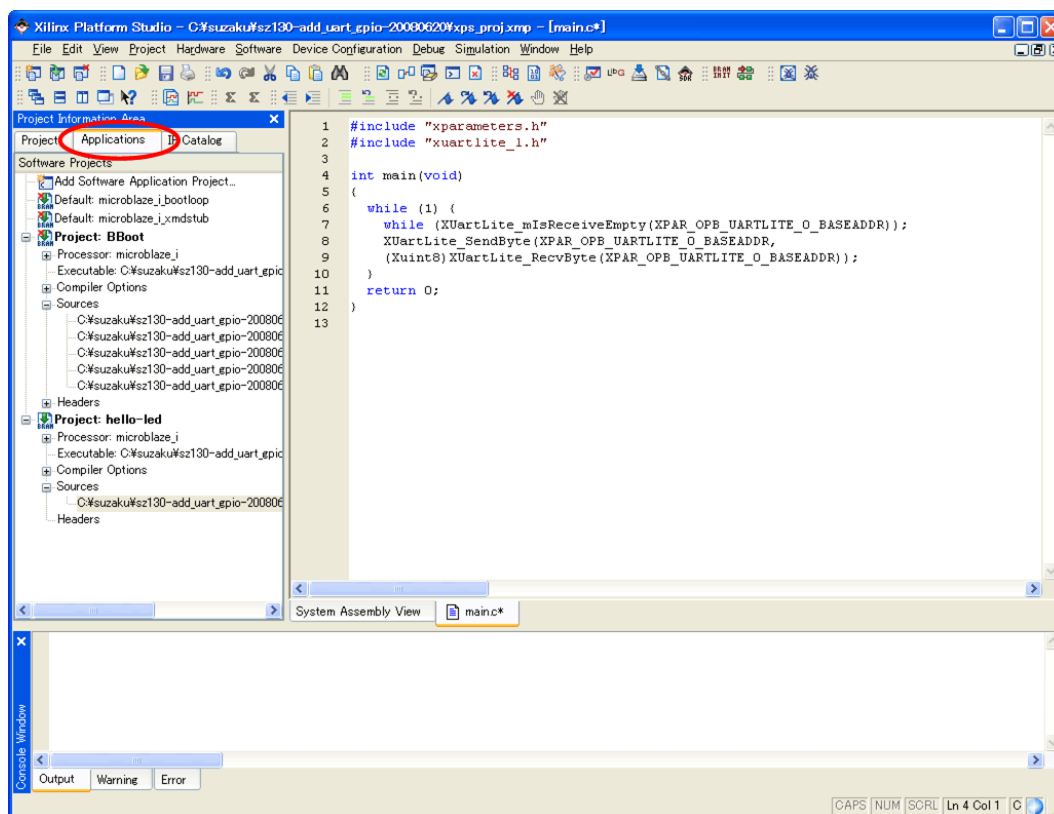 Xilinx Platform Studio - C:¥suzaku¥sz130-add_uart_gpio-20080620¥xps_proj.xmp - [main.c*]
File Edit View Project Hardware Software Device Configuration Debug Simulation Window Help
Project Information Area
Project Applications IP Catalog
Software Projects
Add Software Application Project...
Default: microblaze_i_bootloop
Default: microblaze_i_xmdstub
Project: BBoot
Processor: microblaze_i
Executable: C:¥suzaku¥sz130-add_uart_gpic
Compiler Options
Sources
C:¥suzaku¥sz130-add_uart_gpio-200806
C:¥suzaku¥sz130-add_uart_gpio-200806
C:¥suzaku¥sz130-add_uart_gpio-200806
C:¥suzaku¥sz130-add_uart_gpio-200806
C:¥suzaku¥sz130-add_uart_gpio-200806
Headers
Project: hello-led
Processor: microblaze_i
Executable: C:¥suzaku¥sz130-add_uart_gpic
Compiler Options
Sources
C:¥suzaku¥sz130-add_uart_gpio-200806
Headers
1 #include "xparameters.h"
2 #include "xuartlite_l.h"
3
4 int main(void)
5 {
6 while (1) {
7 while (XUartLite_mIsReceiveEmpty(XPAR_OPB_UARTLITE_0_BASEADDR));
8 XUartLite_SendByte(XPAR_OPB_UARTLITE_0_BASEADDR,
9 (Xuint8)XUartLite_RecvByte(XPAR_OPB_UARTLITE_0_BASEADDR));
10 }
11 return 0;
12 }
13
System Assembly View main.c*
Console Window
Output Warning Error
CAPS NUM SCRL Ln 4 Col 1 C